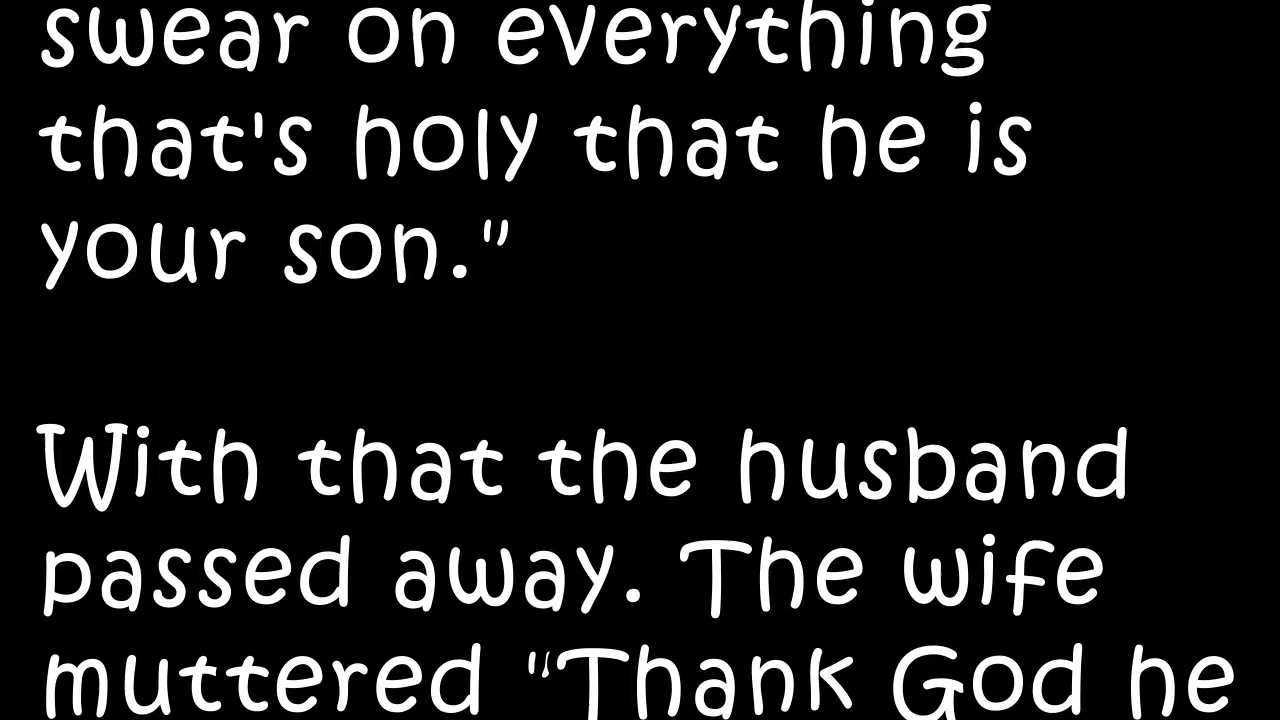 swear on everything
that's holy that he is
your son."
With that the husband
passed away. The wife
muttered "Thank God he